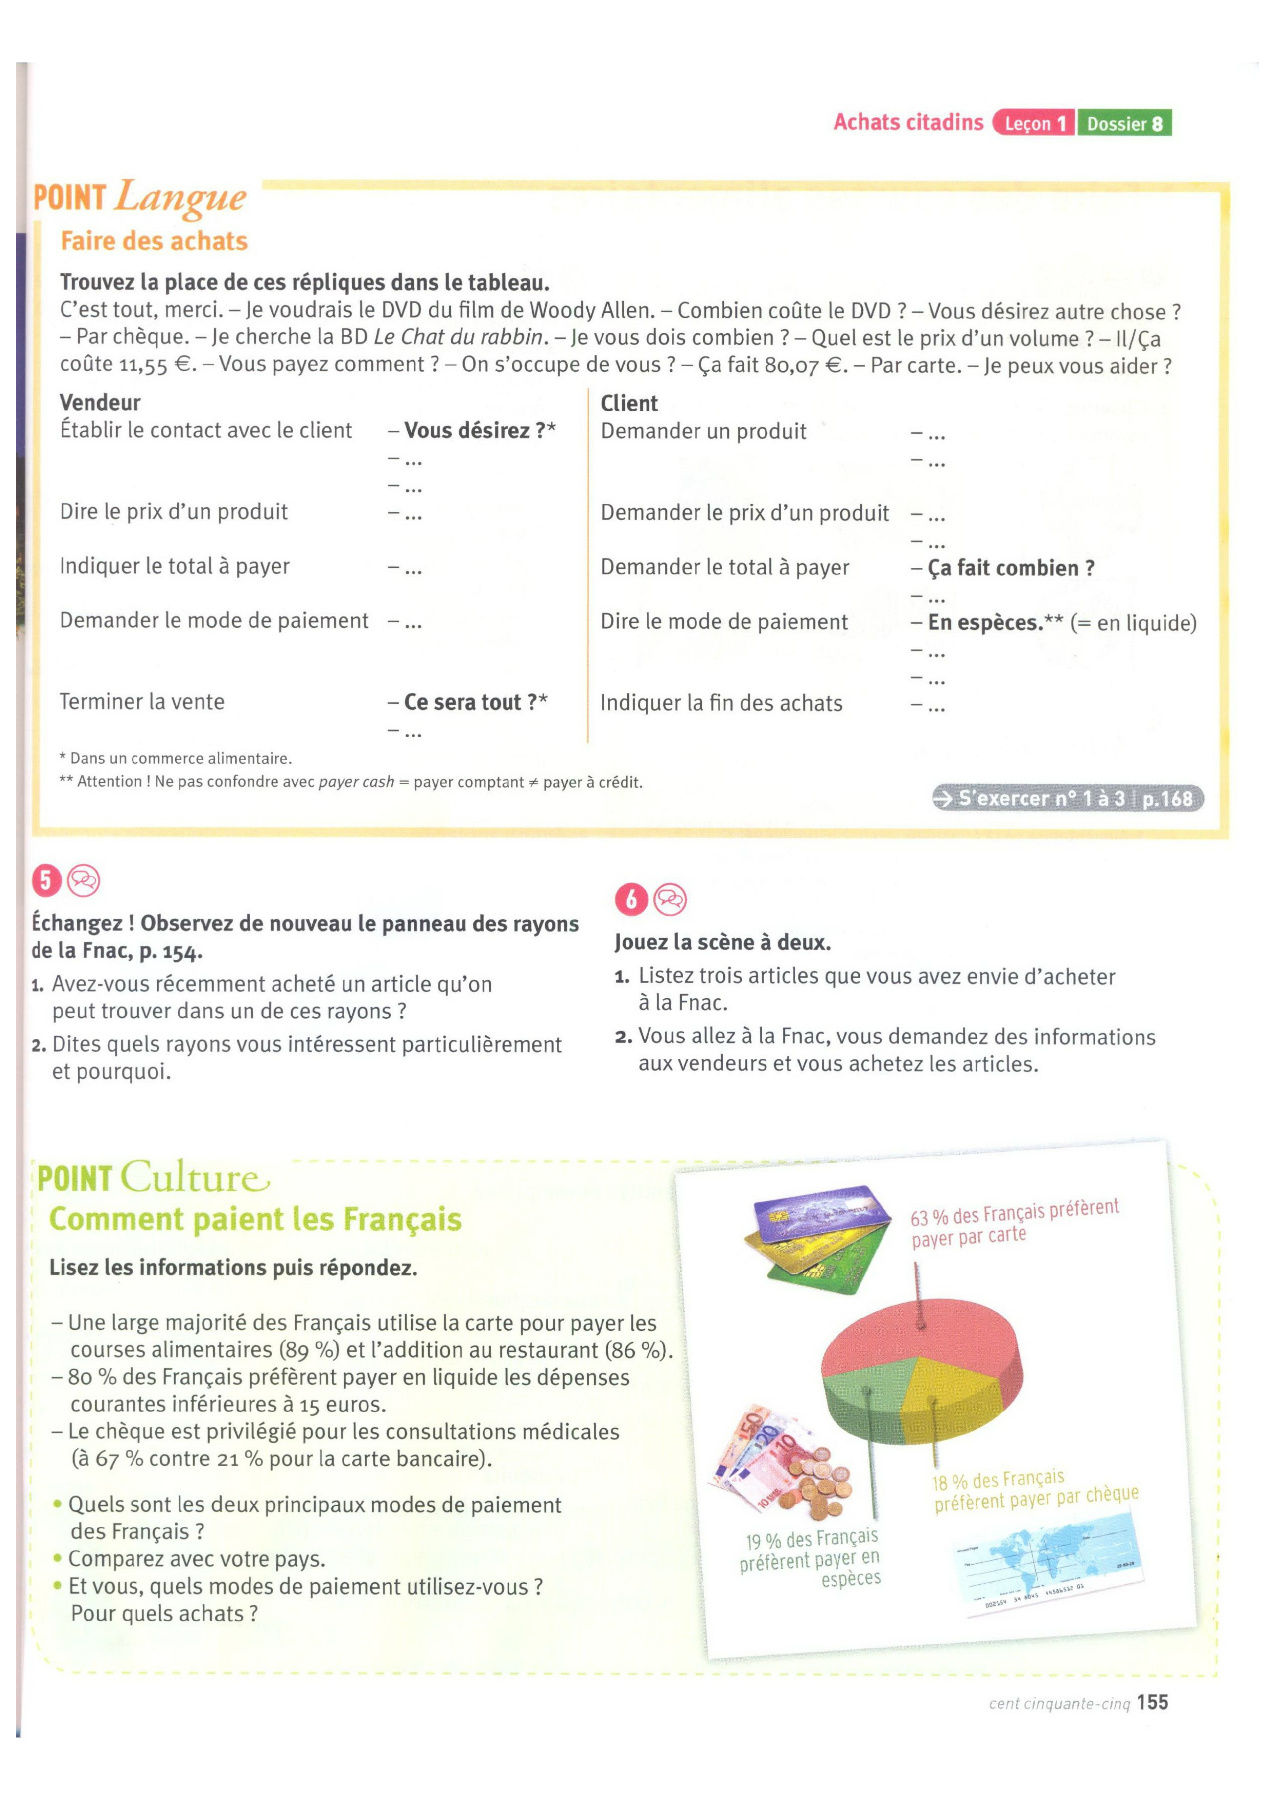 Achats citadins Leçon 1 Dossier 8
POINT Langue
Faire des achats
Trouvez la place de ces répliques dans le tableau.
C'est tout, merci. – Je voudrais le DVD du film de Woody Allen. – Combien coûte le DVD ? – Vous désirez autre chose ?
– Par chèque. – Je cherche la BD Le Chat du rabbin. – Je vous dois combien ? – Quel est le prix d'un volume ? – Il/Ça
coûte 11,55 €. – Vous payez comment ? – On s'occupe de vous ? – Ça fait 80,07 €. – Par carte. – Je peux vous aider ?
Vendeur
Établir le contact avec le client – Vous désirez ?*
– ...
– ...
Dire le prix d'un produit – ...
Indiquer le total à payer – ...
Demander le mode de paiement – ...
Terminer la vente – Ce sera tout ?*
– ...
Client
Demander un produit – ...
– ...
Demander le prix d'un produit – ...
– ...
Demander le total à payer – Ça fait combien ?
– ...
Dire le mode de paiement – En espèces.** (= en liquide)
– ...
– ...
Indiquer la fin des achats – ...
* Dans un commerce alimentaire.
** Attention ! Ne pas confondre avec payer cash = payer comptant ≠ payer à crédit.
→ S'exercer n° 1 à 3 | p.168
5
Échangez ! Observez de nouveau le panneau des rayons
de la Fnac, p. 154.
1. Avez-vous récemment acheté un article qu'on
peut trouver dans un de ces rayons ?
2. Dites quels rayons vous intéressent particulièrement
et pourquoi.
6
Jouez la scène à deux.
1. Listez trois articles que vous avez envie d'acheter
à la Fnac.
2. Vous allez à la Fnac, vous demandez des informations
aux vendeurs et vous achetez les articles.
POINT Culture
Comment paient les Français
Lisez les informations puis répondez.
– Une large majorité des Français utilise la carte pour payer les
courses alimentaires (89 %) et l'addition au restaurant (86 %).
– 80 % des Français préfèrent payer en liquide les dépenses
courantes inférieures à 15 euros.
– Le chèque est privilégié pour les consultations médicales
(à 67 % contre 21 % pour la carte bancaire).
• Quels sont les deux principaux modes de paiement
des Français ?
• Comparez avec votre pays.
• Et vous, quels modes de paiement utilisez-vous ?
Pour quels achats ?
63 % des Français préfèrent
payer par carte
18 % des Français
préfèrent payer par chèque
19 % des Français
préfèrent payer en
espèces
cent cinquante-cinq 155